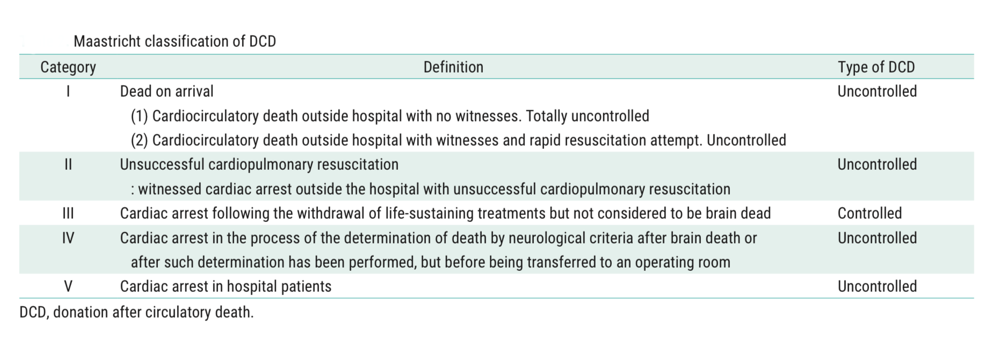 Maastricht classification of DCD
Category Definition Type of DCD
I Dead on arrival Uncontrolled
(1) Cardiocirculatory death outside hospital with no witnesses. Totally uncontrolled
(2) Cardiocirculatory death outside hospital with witnesses and rapid resuscitation attempt. Uncontrolled
II Unsuccessful cardiopulmonary resuscitation Uncontrolled
: witnessed cardiac arrest outside the hospital with unsuccessful cardiopulmonary resuscitation
III Cardiac arrest following the withdrawal of life-sustaining treatments but not considered to be brain dead Controlled
IV Cardiac arrest in the process of the determination of death by neurological criteria after brain death or Uncontrolled
after such determination has been performed, but before being transferred to an operating room
V Cardiac arrest in hospital patients Uncontrolled
DCD, donation after circulatory death.